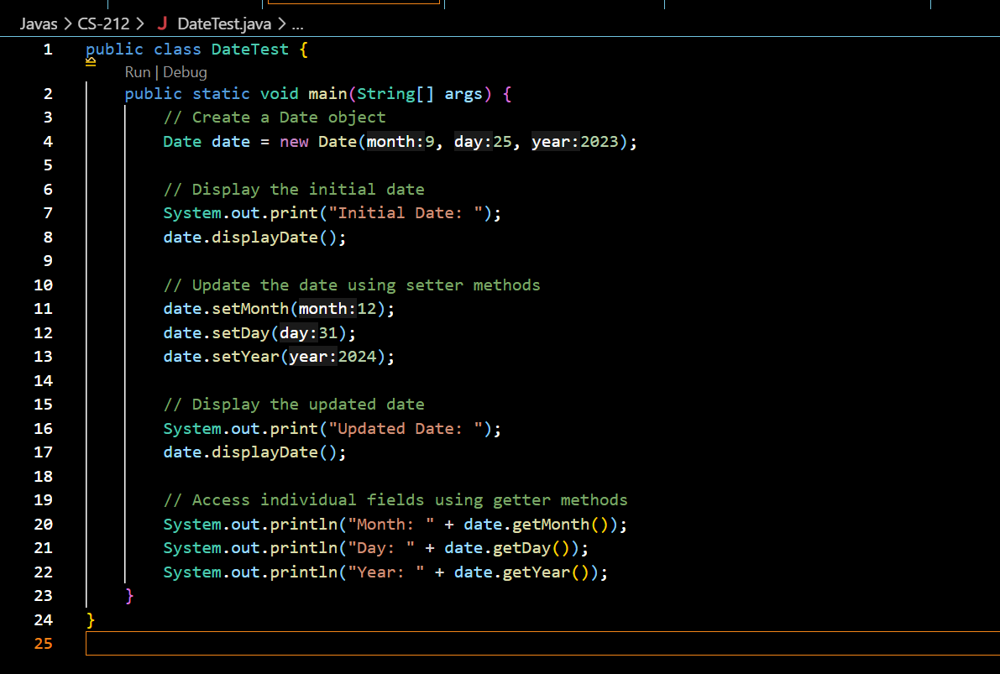 Javas > CS-212 > J DateTest.java > ...
1 public class DateTest {
Run | Debug
2 public static void main(String[] args) {
3 // Create a Date object
4 Date date = new Date(month:9, day:25, year:2023);
5
6 // Display the initial date
7 System.out.print("Initial Date: ");
8 date.displayDate();
9
10 // Update the date using setter methods
11 date.setMonth(month:12);
12 date.setDay(day:31);
13 date.setYear(year:2024);
14
15 // Display the updated date
16 System.out.print("Updated Date: ");
17 date.displayDate();
18
19 // Access individual fields using getter methods
20 System.out.println("Month: " + date.getMonth());
21 System.out.println("Day: " + date.getDay());
22 System.out.println("Year: " + date.getYear());
23 }
24 }
25